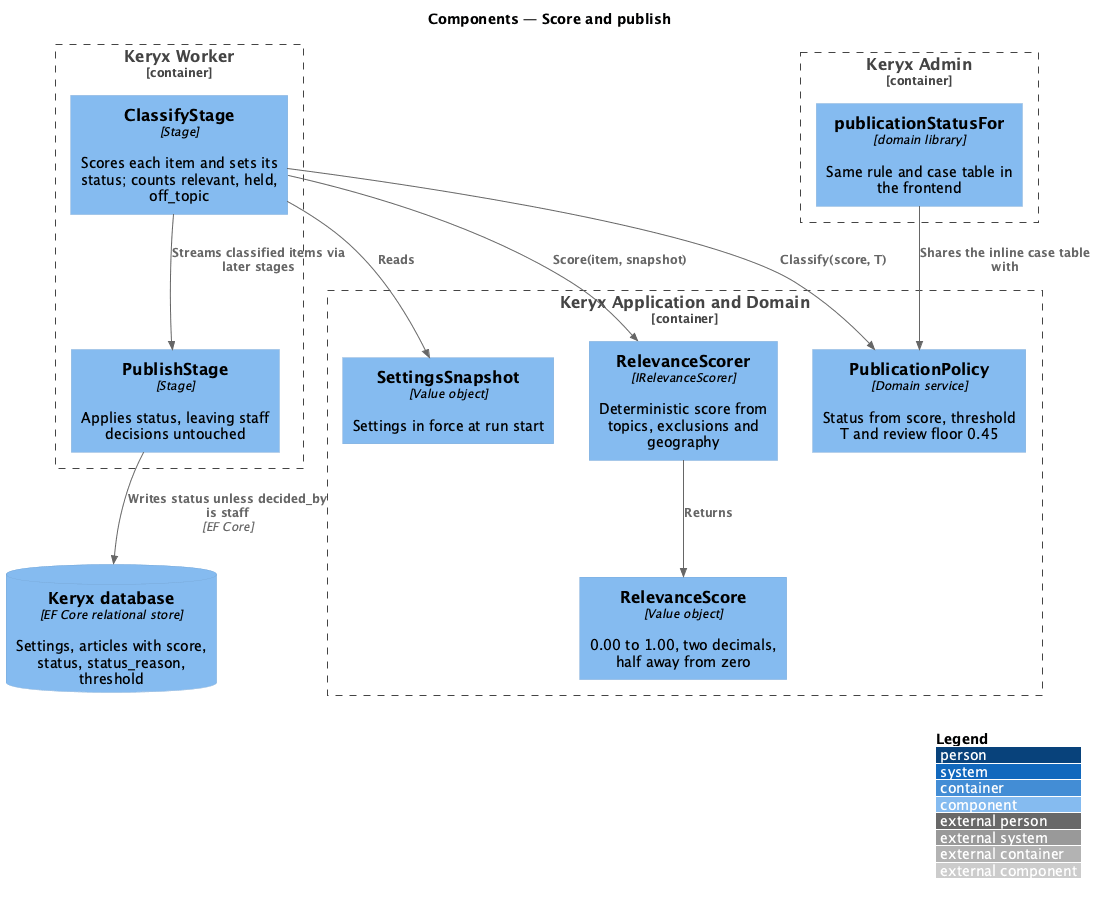 Components — Score and publish
Keryx Worker
[container]
ClassifyStage
[Stage]
Scores each item and sets its
status; counts relevant, held,
off_topic
Keryx Admin
[container]
publicationStatusFor
[domain library]
Same rule and case table in
the frontend
Streams classified items via
later stages
Reads
Score(item, snapshot)
Classify(score, T)
Shares the inline case table
with
Keryx Application and Domain
[container]
PublishStage
[Stage]
Applies status, leaving staff
decisions untouched
SettingsSnapshot
[Value object]
Settings in force at run start
RelevanceScorer
[IRelevanceScorer]
Deterministic score from
topics, exclusions and
geography
PublicationPolicy
[Domain service]
Status from score, threshold
T and review floor 0.45
Writes status unless decided_by
is staff
[EF Core]
Returns
Keryx database
[EF Core relational store]
Settings, articles with score,
status, status_reason,
threshold
RelevanceScore
[Value object]
0.00 to 1.00, two decimals,
half away from zero
Legend
person
system
container
component
external person
external system
external container
external component